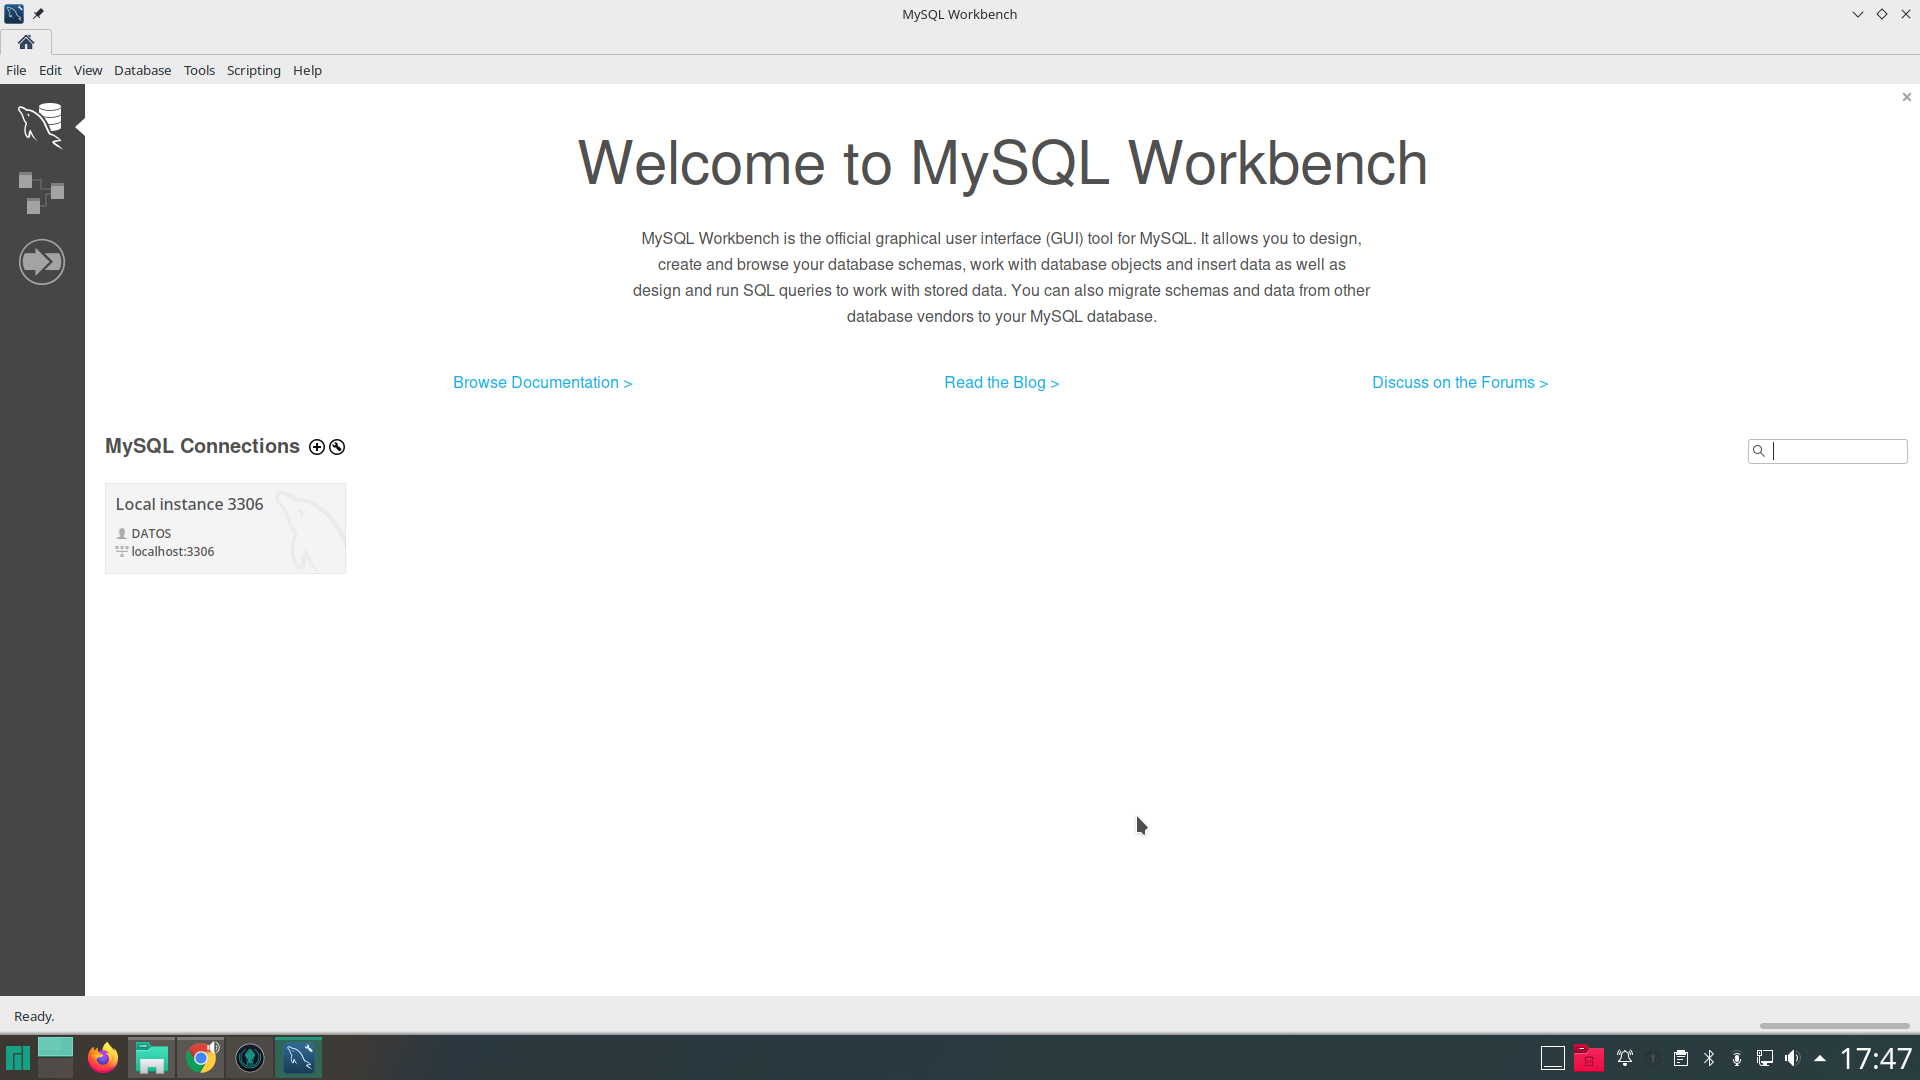 MySQL Workbench
File Edit View Database Tools Scripting Help
Welcome to MySQL Workbench
MySQL Workbench is the official graphical user interface (GUI) tool for MySQL. It allows you to design,
create and browse your database schemas, work with database objects and insert data as well as
design and run SQL queries to work with stored data. You can also migrate schemas and data from other
database vendors to your MySQL database.
Browse Documentation > Read the Blog > Discuss on the Forums >
MySQL Connections
Local instance 3306
DATOS
localhost:3306
Ready.
17:47